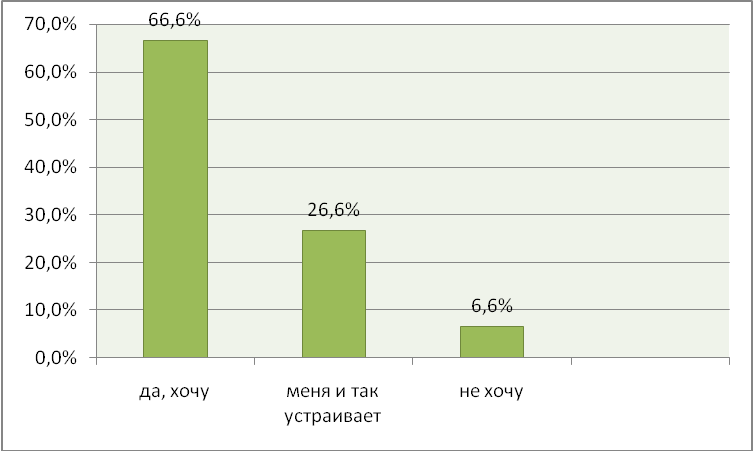 70,0%
60,0%
50,0%
40,0%
30,0%
20,0%
10,0%
0,0%
66,6%
26,6%
6,6%
да, хочу
меня и так
устраивает
не хочу